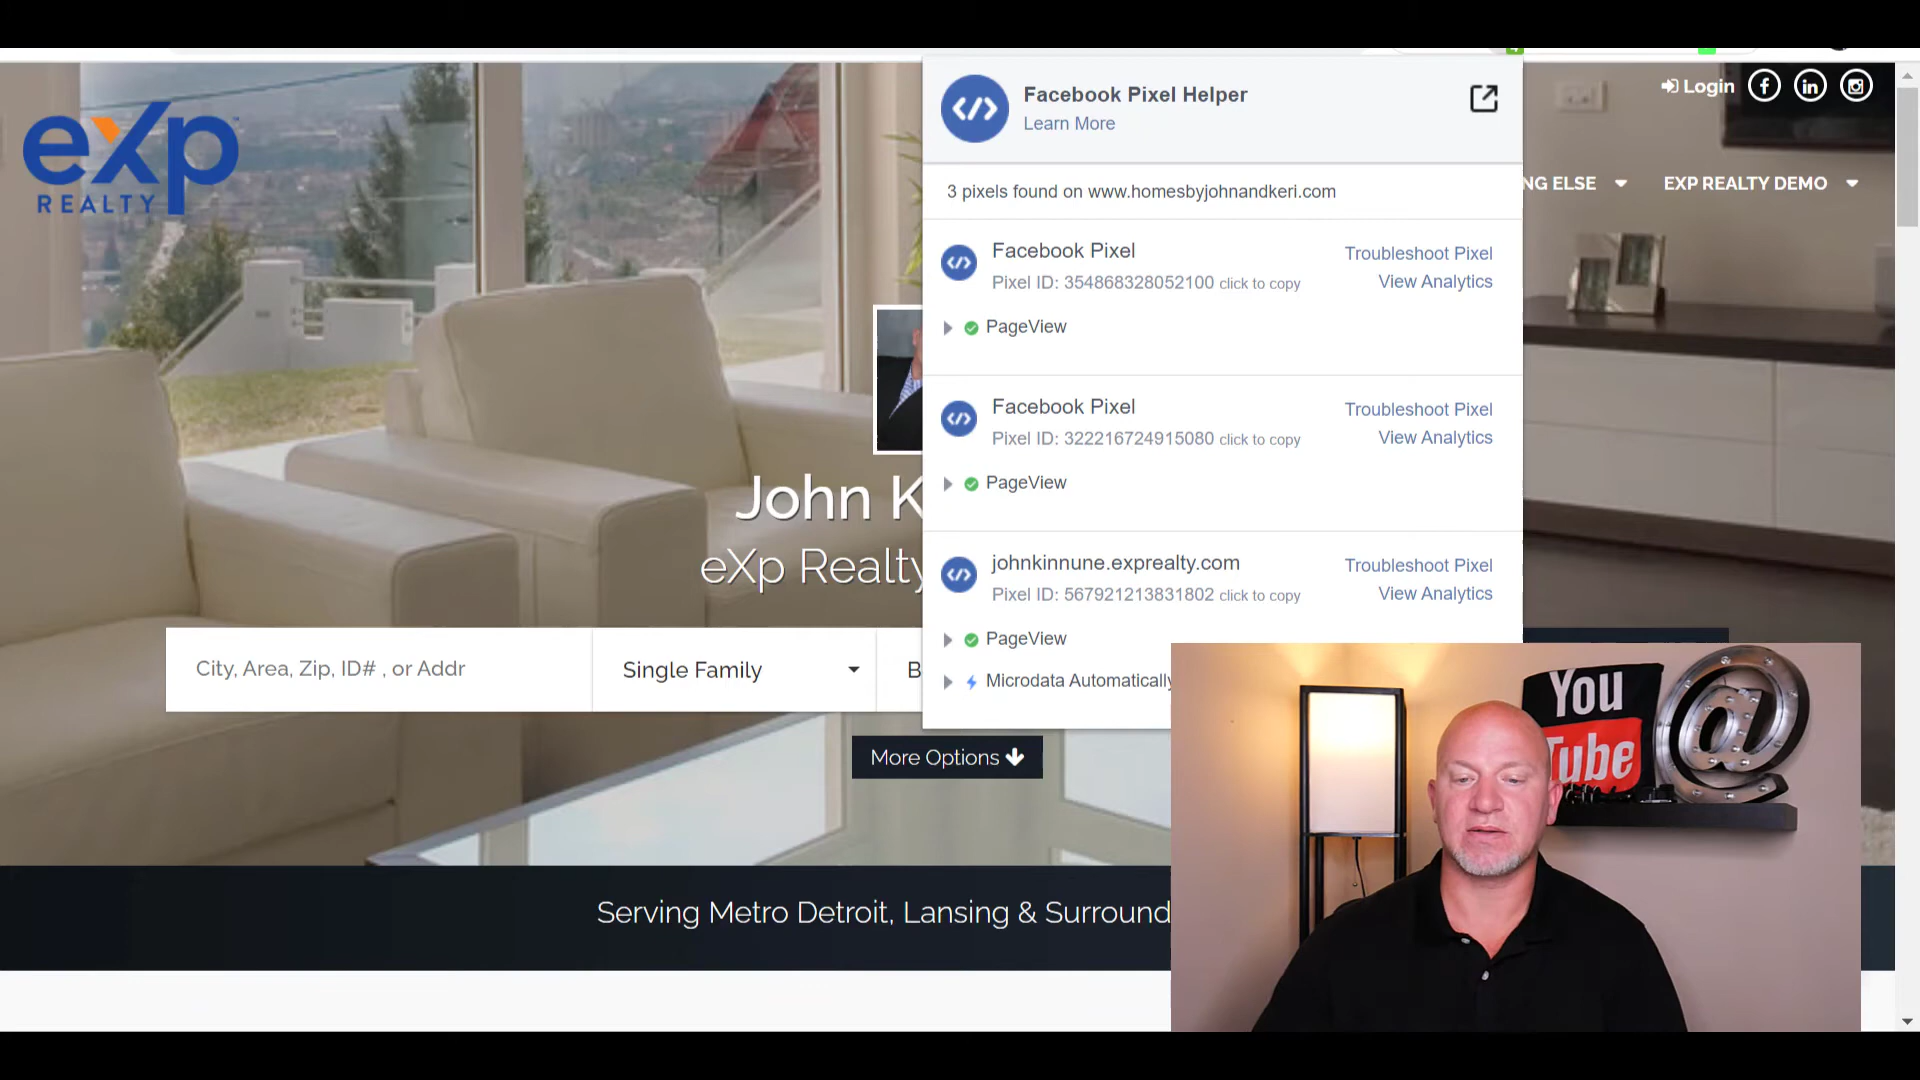 Facebook Pixel Helper
Learn More
3 pixels found on www.homesbyjohnandkeri.com
Facebook Pixel
Pixel ID: 354868328052100 click to copy
Troubleshoot Pixel
View Analytics
PageView
Facebook Pixel
Pixel ID: 322216724915080 click to copy
Troubleshoot Pixel
View Analytics
PageView
johnkinnune.exprealty.com
Pixel ID: 567921213831802 click to copy
Troubleshoot Pixel
View Analytics
PageView
Microdata Automatically
Login
NG ELSE
EXP REALTY DEMO
eXp
REALTY
John K
eXp Realty
City, Area, Zip, ID# , or Addr
Single Family
B
More Options
Serving Metro Detroit, Lansing & Surround
You
Tube
@